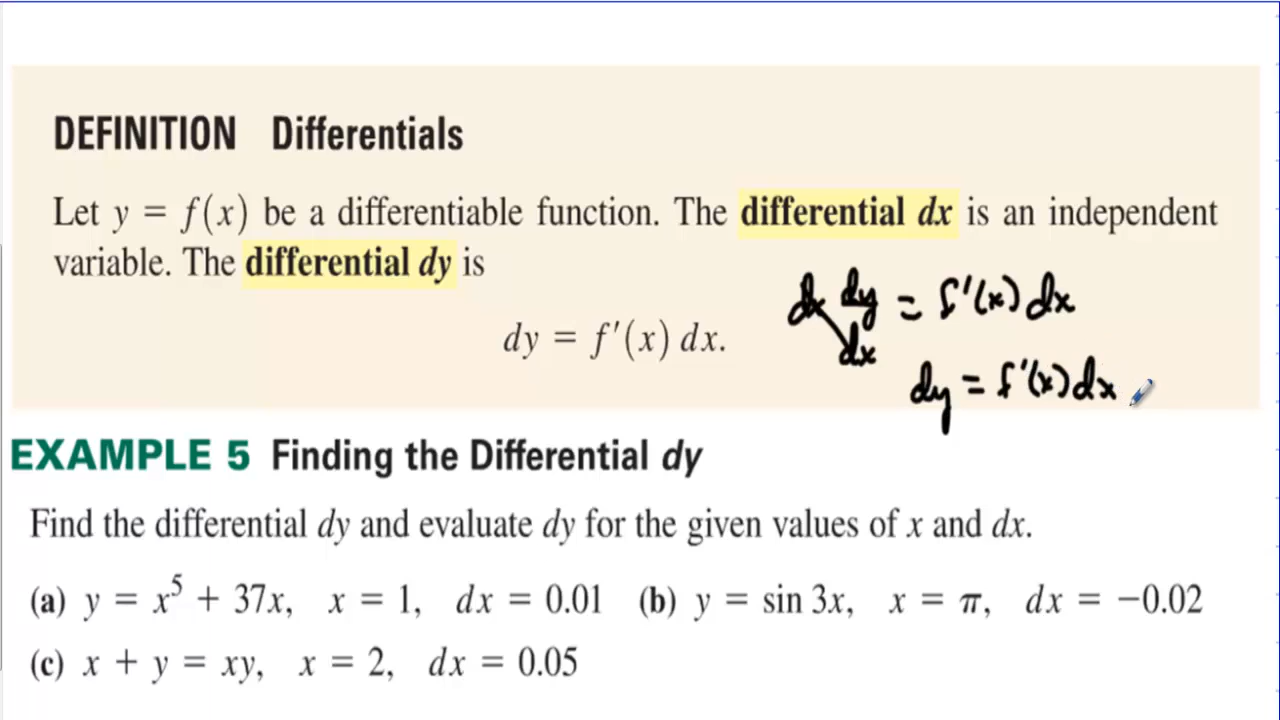 DEFINITION Differentials
Let y = f(x) be a differentiable function. The differential dx is an independent
variable. The differential dy is
dy = f′(x) dx.
dx dy/dx = f'(x) dx
dy = f'(x) dx
EXAMPLE 5 Finding the Differential dy
Find the differential dy and evaluate dy for the given values of x and dx.
(a) y = x⁵ + 37x, x = 1, dx = 0.01 (b) y = sin 3x, x = π, dx = −0.02
(c) x + y = xy, x = 2, dx = 0.05